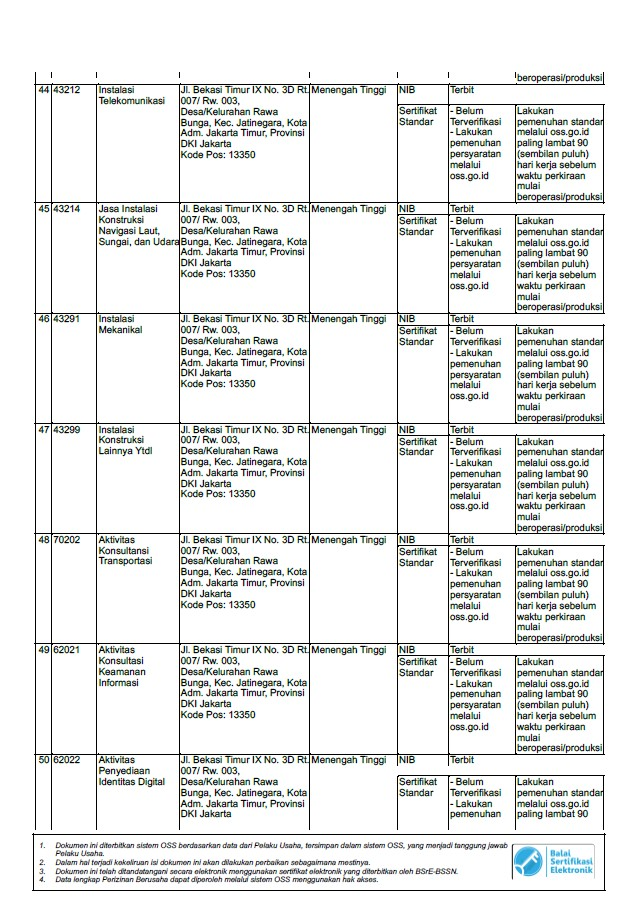 beroperasi/produksi
44 43212 Instalasi Jl. Bekasi Timur IX No. 3D Rt. Menengah Tinggi NIB Terbit
Telekomunikasi 007/ Rw. 003,
Desa/Kelurahan Rawa Sertifikat - Belum Lakukan
Bunga, Kec. Jatinegara, Kota Standar Terverifikasi pemenuhan standar
Adm. Jakarta Timur, Provinsi - Lakukan melalui oss.go.id
DKI Jakarta pemenuhan paling lambat 90
Kode Pos: 13350 persyaratan (sembilan puluh)
melalui hari kerja sebelum
oss.go.id waktu perkiraan
mulai
beroperasi/produksi
45 43214 Jasa Instalasi Jl. Bekasi Timur IX No. 3D Rt. Menengah Tinggi NIB Terbit
Konstruksi 007/ Rw. 003, Sertifikat - Belum Lakukan
Navigasi Laut, Desa/Kelurahan Rawa Standar Terverifikasi pemenuhan standar
Sungai, dan Udara Bunga, Kec. Jatinegara, Kota - Lakukan melalui oss.go.id
Adm. Jakarta Timur, Provinsi pemenuhan paling lambat 90
DKI Jakarta persyaratan (sembilan puluh)
Kode Pos: 13350 melalui hari kerja sebelum
oss.go.id waktu perkiraan
mulai
beroperasi/produksi
46 43291 Instalasi Jl. Bekasi Timur IX No. 3D Rt. Menengah Tinggi NIB Terbit
Mekanikal 007/ Rw. 003, Sertifikat - Belum Lakukan
Desa/Kelurahan Rawa Standar Terverifikasi pemenuhan standar
Bunga, Kec. Jatinegara, Kota - Lakukan melalui oss.go.id
Adm. Jakarta Timur, Provinsi pemenuhan paling lambat 90
DKI Jakarta persyaratan (sembilan puluh)
Kode Pos: 13350 melalui hari kerja sebelum
oss.go.id waktu perkiraan
mulai
beroperasi/produksi
47 43299 Instalasi Jl. Bekasi Timur IX No. 3D Rt. Menengah Tinggi NIB Terbit
Konstruksi 007/ Rw. 003, Sertifikat - Belum Lakukan
Lainnya Ytdl Desa/Kelurahan Rawa Standar Terverifikasi pemenuhan standar
Bunga, Kec. Jatinegara, Kota - Lakukan melalui oss.go.id
Adm. Jakarta Timur, Provinsi pemenuhan paling lambat 90
DKI Jakarta persyaratan (sembilan puluh)
Kode Pos: 13350 melalui hari kerja sebelum
oss.go.id waktu perkiraan
mulai
beroperasi/produksi
48 70202 Aktivitas Jl. Bekasi Timur IX No. 3D Rt. Menengah Tinggi NIB Terbit
Konsultansi 007/ Rw. 003, Sertifikat - Belum Lakukan
Transportasi Desa/Kelurahan Rawa Standar Terverifikasi pemenuhan standar
Bunga, Kec. Jatinegara, Kota - Lakukan melalui oss.go.id
Adm. Jakarta Timur, Provinsi pemenuhan paling lambat 90
DKI Jakarta persyaratan (sembilan puluh)
Kode Pos: 13350 melalui hari kerja sebelum
oss.go.id waktu perkiraan
mulai
beroperasi/produksi
49 62021 Aktivitas Jl. Bekasi Timur IX No. 3D Rt. Menengah Tinggi NIB Terbit
Konsultasi 007/ Rw. 003, Sertifikat - Belum Lakukan
Keamanan Desa/Kelurahan Rawa Standar Terverifikasi pemenuhan standar
Informasi Bunga, Kec. Jatinegara, Kota - Lakukan melalui oss.go.id
Adm. Jakarta Timur, Provinsi pemenuhan paling lambat 90
DKI Jakarta persyaratan (sembilan puluh)
Kode Pos: 13350 melalui hari kerja sebelum
oss.go.id waktu perkiraan
mulai
beroperasi/produksi
50 62022 Aktivitas Jl. Bekasi Timur IX No. 3D Rt. Menengah Tinggi NIB Terbit
Penyediaan 007/ Rw. 003,
Identitas Digital Desa/Kelurahan Rawa Sertifikat - Belum Lakukan
Bunga, Kec. Jatinegara, Kota Standar Terverifikasi pemenuhan standar
Adm. Jakarta Timur, Provinsi - Lakukan melalui oss.go.id
DKI Jakarta pemenuhan paling lambat 90
1. Dokumen ini diterbitkan sistem OSS berdasarkan data dari Pelaku Usaha, tersimpan dalam sistem OSS, yang menjadi tanggung jawab
Pelaku Usaha.
2. Dalam hal terjadi kekeliruan isi dokumen ini akan dilakukan perbaikan sebagaimana mestinya.
3. Dokumen ini telah ditandatangani secara elektronik menggunakan sertifikat elektronik yang diterbitkan oleh BSrE-BSSN.
4. Data lengkap Perizinan Berusaha dapat diperoleh melalui sistem OSS menggunakan hak akses.
Balai
Sertifikasi
Elektronik